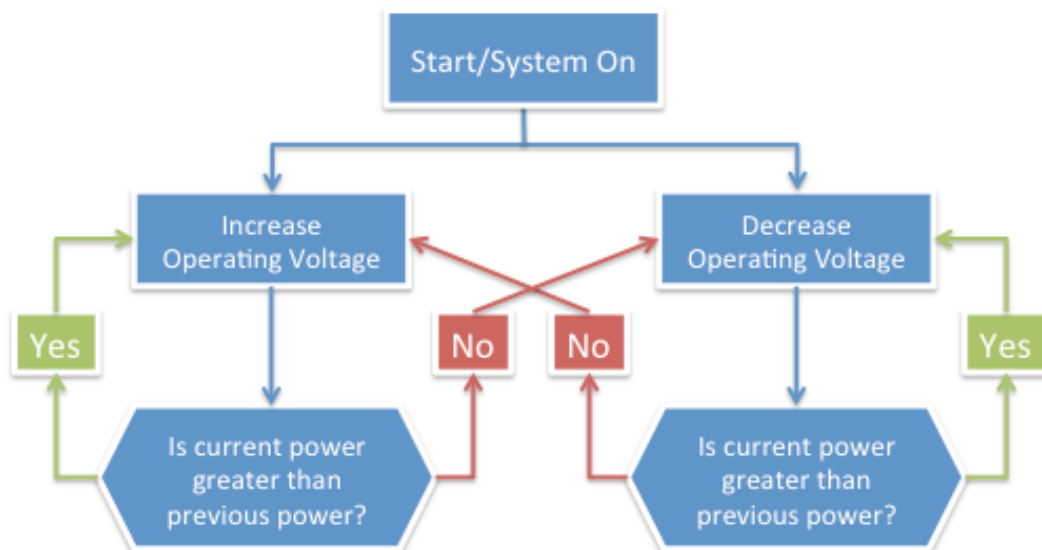 Start/System On
Increase
Operating Voltage
Decrease
Operating Voltage
Yes
No
No
Yes
Is current power
greater than
previous power?
Is current power
greater than
previous power?